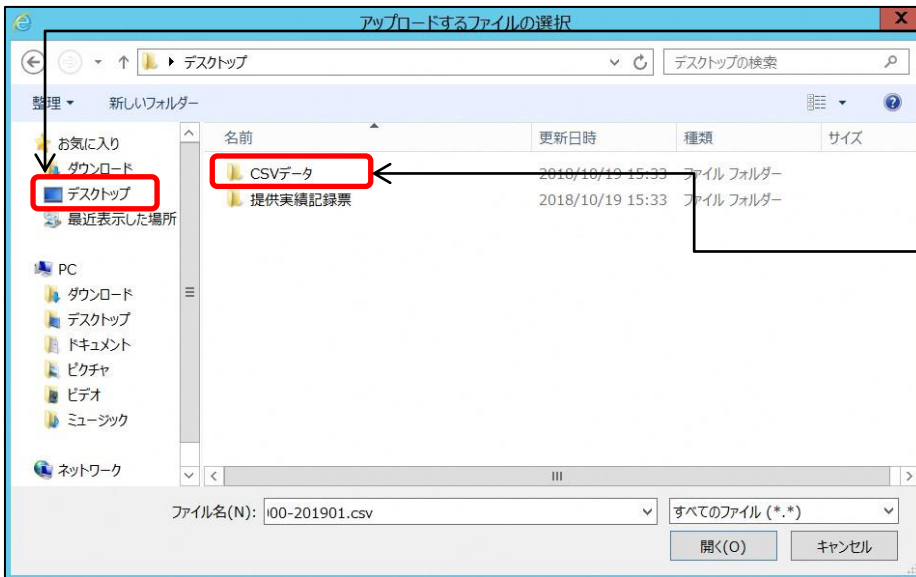 アップロードするファイルの選択
x
デスクトップ
デスクトップの検索
整理
新しいフォルダー
お気に入り
ダウンロード
デスクトップ
最近表示した場所
PC
ダウンロード
デスクトップ
ドキュメント
ピクチャ
ビデオ
ミュージック
ネットワーク
名前
更新日時
種類
サイズ
CSVデータ
2018/10/19 15:33
ファイル フォルダー
提供実績記録票
2018/10/19 15:33
ファイル フォルダー
ファイル名(N):
00-201901.csv
すべてのファイル (*.*)
開く(O)
キャンセル